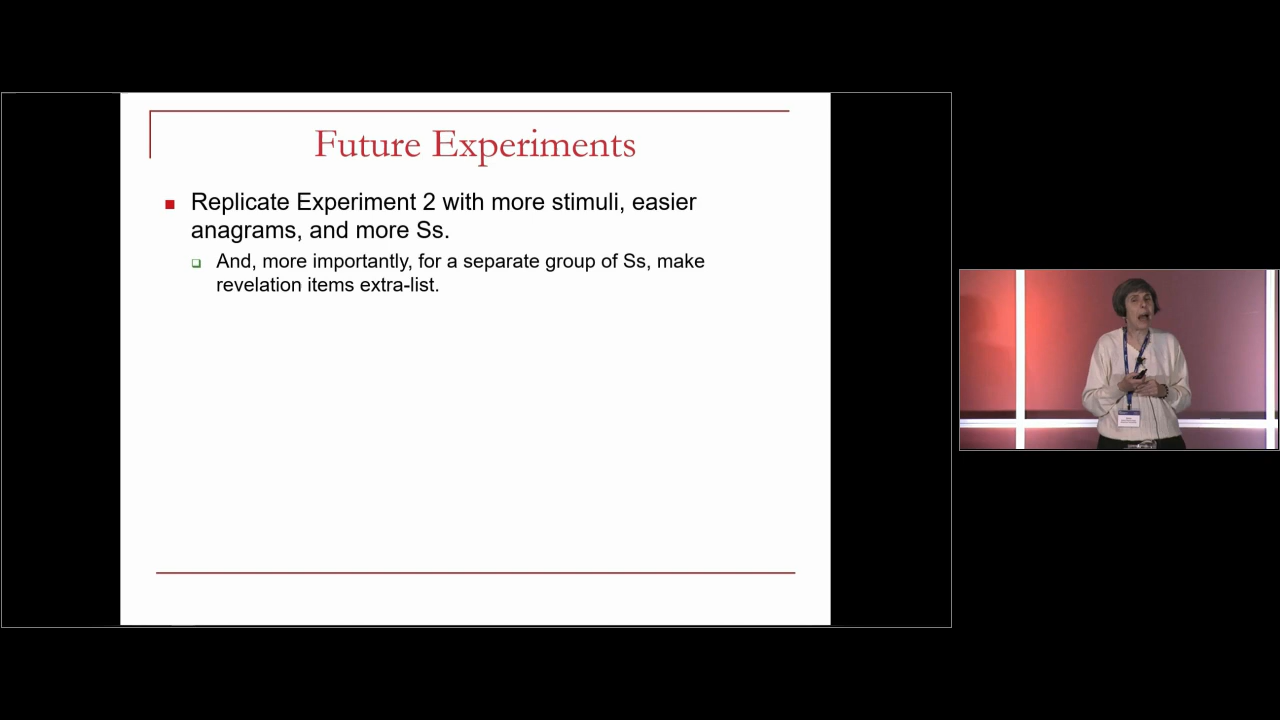 Future Experiments
Replicate Experiment 2 with more stimuli, easier
anagrams, and more Ss.
And, more importantly, for a separate group of Ss, make
revelation items extra-list.